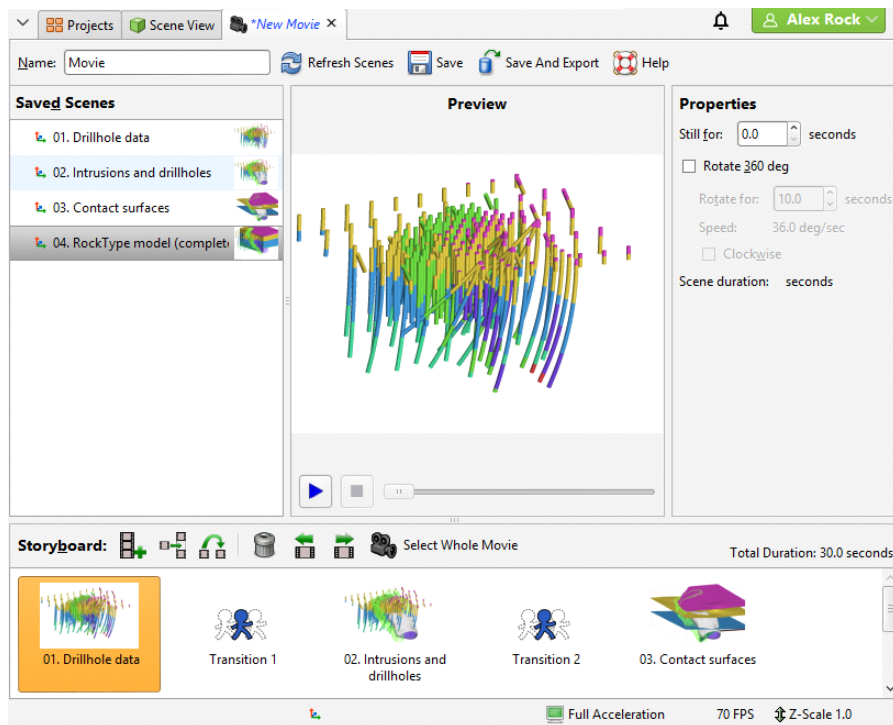 Projects
Scene View
*New Movie
Alex Rock
Name:
Movie
Refresh Scenes
Save
Save And Export
Help
Saved Scenes
01. Drillhole data
02. Intrusions and drillholes
03. Contact surfaces
04. RockType model (complet
Preview
Properties
Still for:
0.0
seconds
Rotate 360 deg
Rotate for:
10.0
seconds
Speed:
36.0 deg/sec
Clockwise
Scene duration:
seconds
Storyboard:
Select Whole Movie
Total Duration: 30.0 seconds
01. Drillhole data
Transition 1
02. Intrusions and
drillholes
Transition 2
03. Contact surfaces
Full Acceleration
70 FPS
Z-Scale 1.0